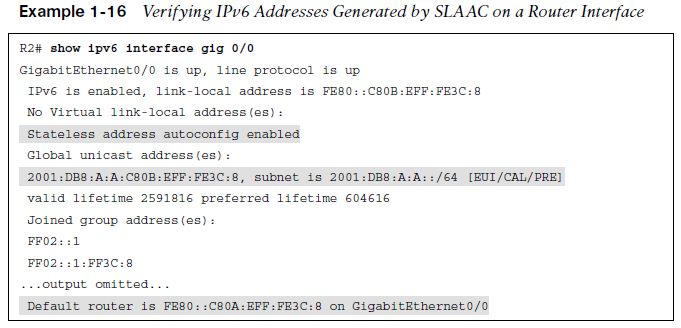 Example 1-16 Verifying IPv6 Addresses Generated by SLAAC on a Router Interface
R2# show ipv6 interface gig 0/0
GigabitEthernet0/0 is up, line protocol is up
IPv6 is enabled, link-local address is FE80::C80B:EFF:FE3C:8
No Virtual link-local address(es):
Stateless address autoconfig enabled
Global unicast address(es):
2001:DB8:A:A:C80B:EFF:FE3C:8, subnet is 2001:DB8:A:A::/64 [EUI/CAL/PRE]
valid lifetime 2591816 preferred lifetime 604616
Joined group address(es):
FF02::1
FF02::1:FF3C:8
...output omitted...
Default router is FE80::C80A:EFF:FE3C:8 on GigabitEthernet0/0